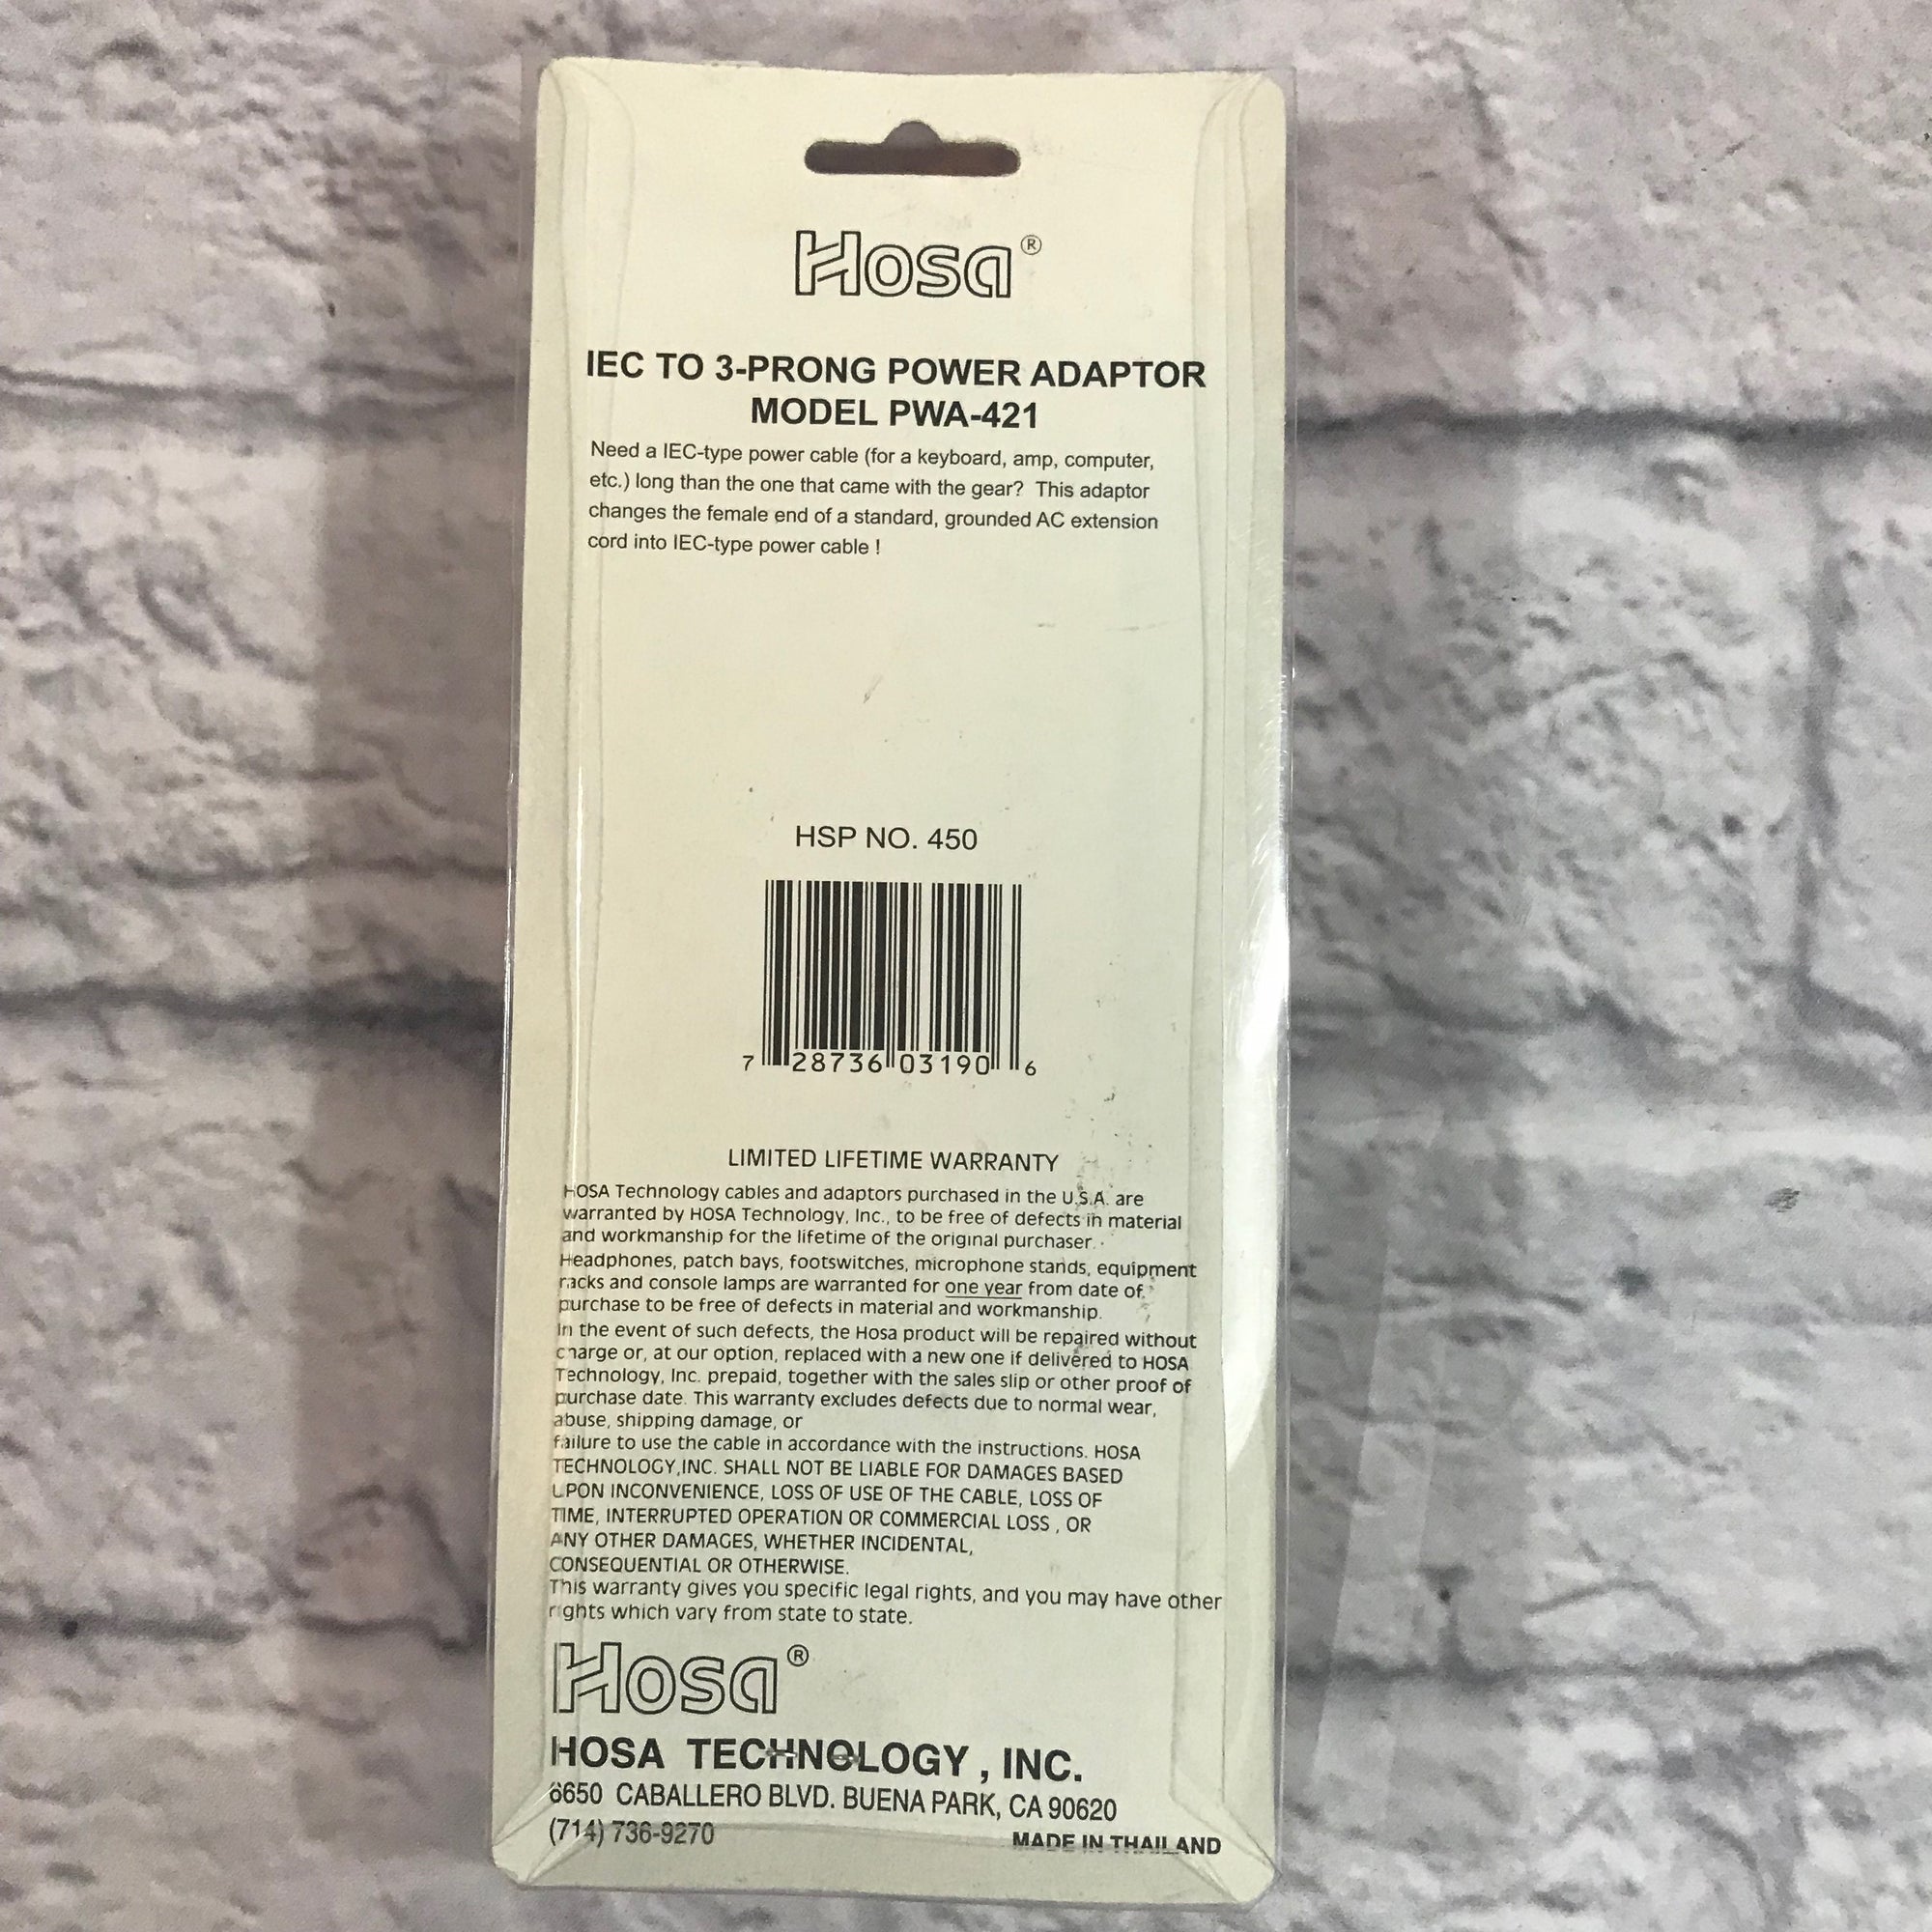 Hosa®
IEC TO 3-PRONG POWER ADAPTOR
MODEL PWA-421
Need a IEC-type power cable (for a keyboard, amp, computer,
etc.) long than the one that came with the gear? This adaptor
changes the female end of a standard, grounded AC extension
cord into IEC-type power cable !
HSP NO. 450
7 28736 03190 6
LIMITED LIFETIME WARRANTY
HOSA Technology cables and adaptors purchased in the U.S.A. are
warranted by HOSA Technology, Inc., to be free of defects in material
and workmanship for the lifetime of the original purchaser.
Headphones, patch bays, footswitches, microphone stands, equipment
racks and console lamps are warranted for one year from date of
purchase to be free of defects in material and workmanship.
In the event of such defects, the Hosa product will be repaired without
charge or, at our option, replaced with a new one if delivered to HOSA
Technology, Inc. prepaid, together with the sales slip or other proof of
purchase date. This warranty excludes defects due to normal wear,
abuse, shipping damage, or
failure to use the cable in accordance with the instructions. HOSA
TECHNOLOGY,INC. SHALL NOT BE LIABLE FOR DAMAGES BASED
UPON INCONVENIENCE, LOSS OF USE OF THE CABLE, LOSS OF
TIME, INTERRUPTED OPERATION OR COMMERCIAL LOSS , OR
ANY OTHER DAMAGES, WHETHER INCIDENTAL,
CONSEQUENTIAL OR OTHERWISE.
This warranty gives you specific legal rights, and you may have other
rights which vary from state to state.
Hosa®
HOSA TECHNOLOGY , INC.
6650 CABALLERO BLVD. BUENA PARK, CA 90620
(714) 736-9270
MADE IN THAILAND